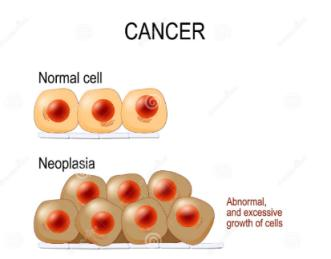 CANCER
Normal cell
Neoplasia
Abnormal,
and excessive
growth of cells